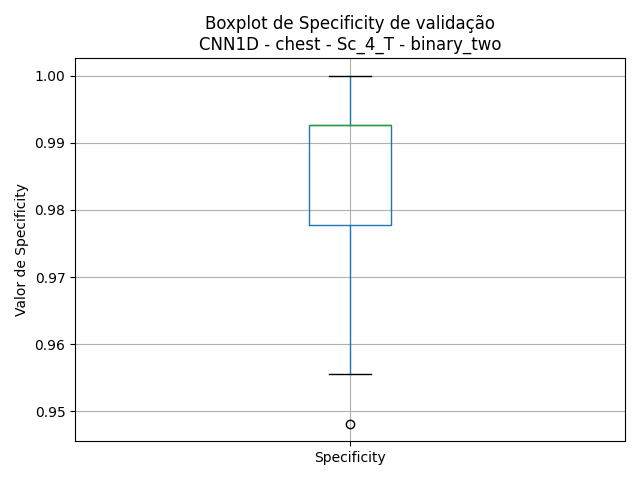 Boxplot de Specificity de validação
CNN1D - chest - Sc_4_T - binary_two
1.00
0.99
0.98
0.97
0.96
0.95
Valor de Specificity
Specificity